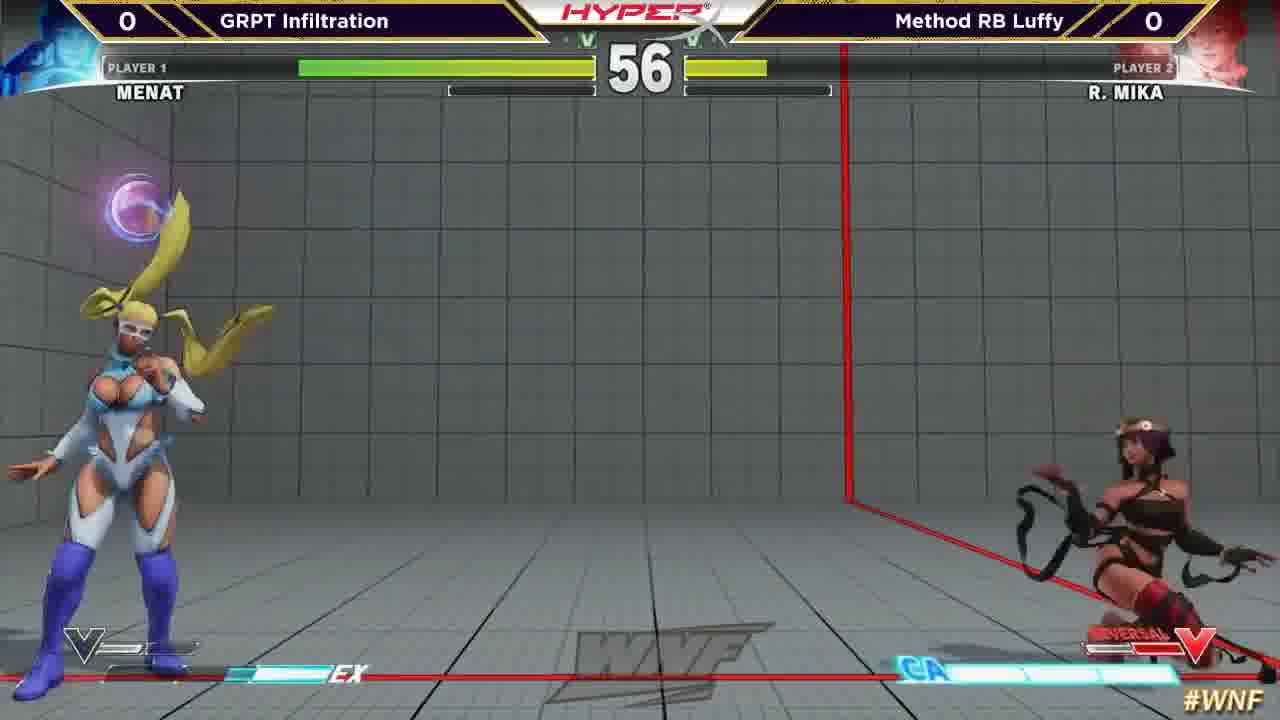 0 GRPT Infiltration HYPERX® Method RB Luffy 0
V 56 V
PLAYER 1 PLAYER 2
MENAT R. MIKA
WNF
V REVERSAL V
EX CA
#WNF